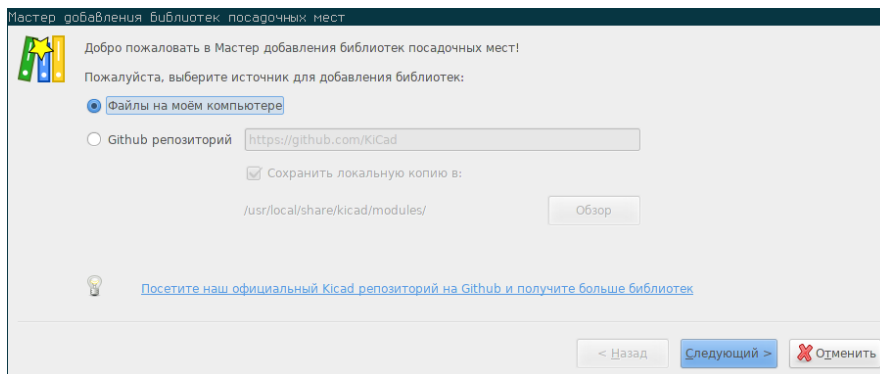 Мастер добавления библиотек посадочных мест
Добро пожаловать в Мастер добавления библиотек посадочных мест!
Пожалуйста, выберите источник для добавления библиотек:
Файлы на моём компьютере
Github репозиторий https://github.com/KiCad
Сохранить локальную копию в:
/usr/local/share/kicad/modules/ Обзор
Посетите наш официальный Kicad репозиторий на Github и получите больше библиотек
< Назад Следующий > Отменить